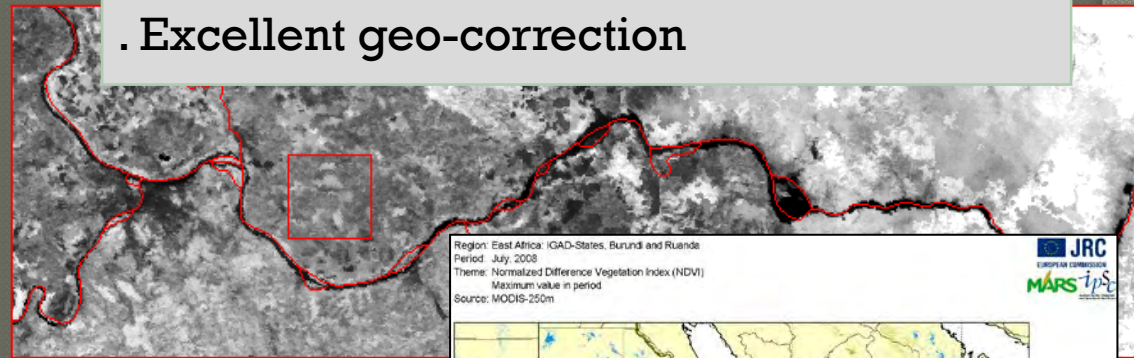 . Excellent geo-correction
Region: East Africa: IGAD-States, Burundi and Ruanda
Period: July, 2008
Theme: Normalized Difference Vegetation Index (NDVI)
Maximum value in period
Source: MODIS-250m
JRC
EUROPEAN COMMISSION
MARS ipsc